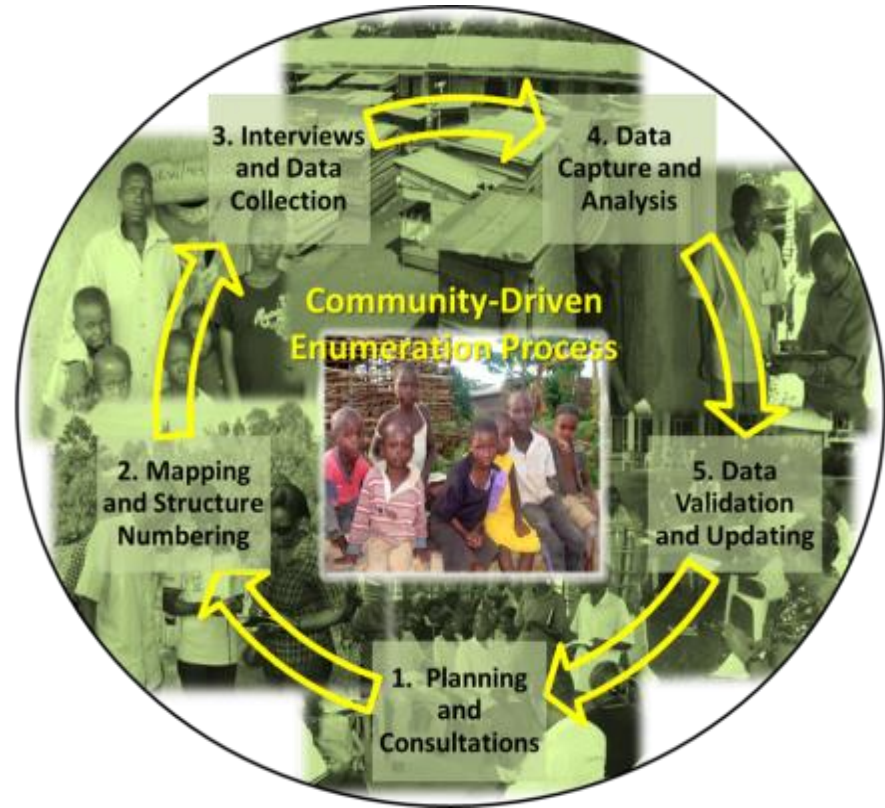 Community-Driven
Enumeration Process
1. Planning
and
Consultations
2. Mapping
and Structure
Numbering
3. Interviews
and Data
Collection
4. Data
Capture and
Analysis
5. Data
Validation
and Updating